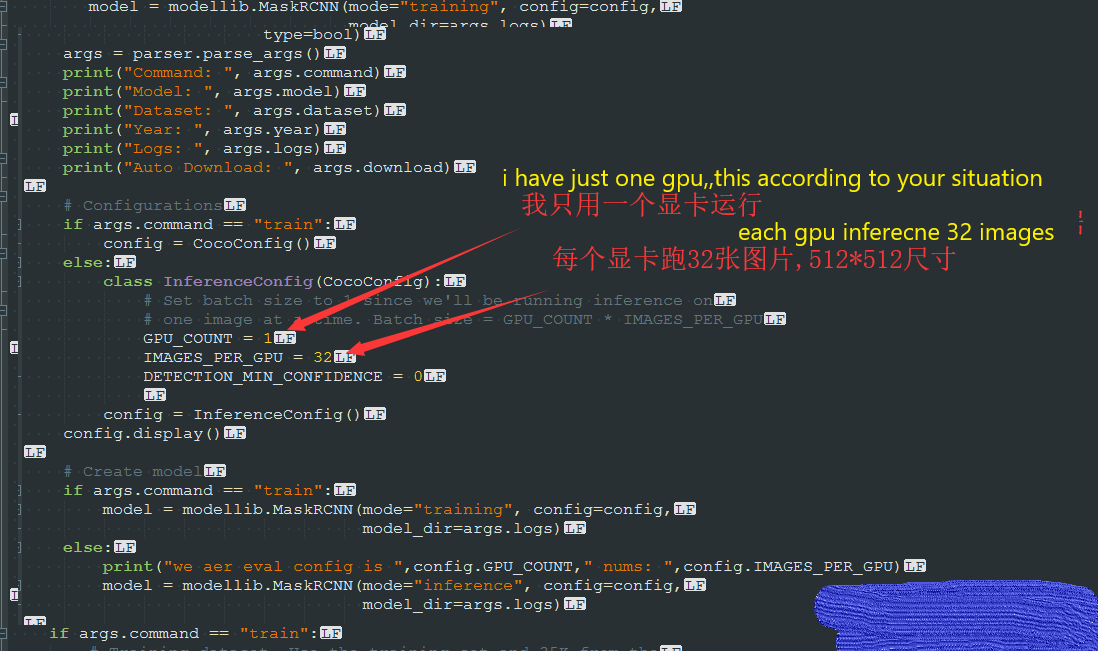 model = modellib.MaskRCNN(mode="training", config=config,LF
model_dir=args.logs)LF
type=bool)LF
args = parser.parse_args()LF
print("Command: ", args.command)LF
print("Model: ", args.model)LF
print("Dataset: ", args.dataset)LF
print("Year: ", args.year)LF
print("Logs: ", args.logs)LF
print("Auto Download: ", args.download)LF
i have just one gpu,,this according to your situation
LF
# ConfigurationsLF
我只用一个显卡运行
if args.command == "train":LF
each gpu inferecne 32 images
config = CocoConfig()LF
每个显卡跑32张图片,512*512尺寸
else:LF
class InferenceConfig(CocoConfig):LF
# Set batch size to 1 since we'll be running inference onLF
# one image at a time. Batch size = GPU_COUNT * IMAGES_PER_GPULF
GPU_COUNT = 1LF
IMAGES_PER_GPU = 32LF
DETECTION_MIN_CONFIDENCE = 0LF
LF
config = InferenceConfig()LF
config.display()LF
LF
# Create modelLF
if args.command == "train":LF
model = modellib.MaskRCNN(mode="training", config=config,LF
model_dir=args.logs)LF
else:LF
print("we aer eval config is ",config.GPU_COUNT," nums: ",config.IMAGES_PER_GPU)LF
model = modellib.MaskRCNN(mode="inference", config=config,LF
model_dir=args.logs)LF
LF
if args.command == "train":LF
# Training dataset. Use the training set and 35K from theLF